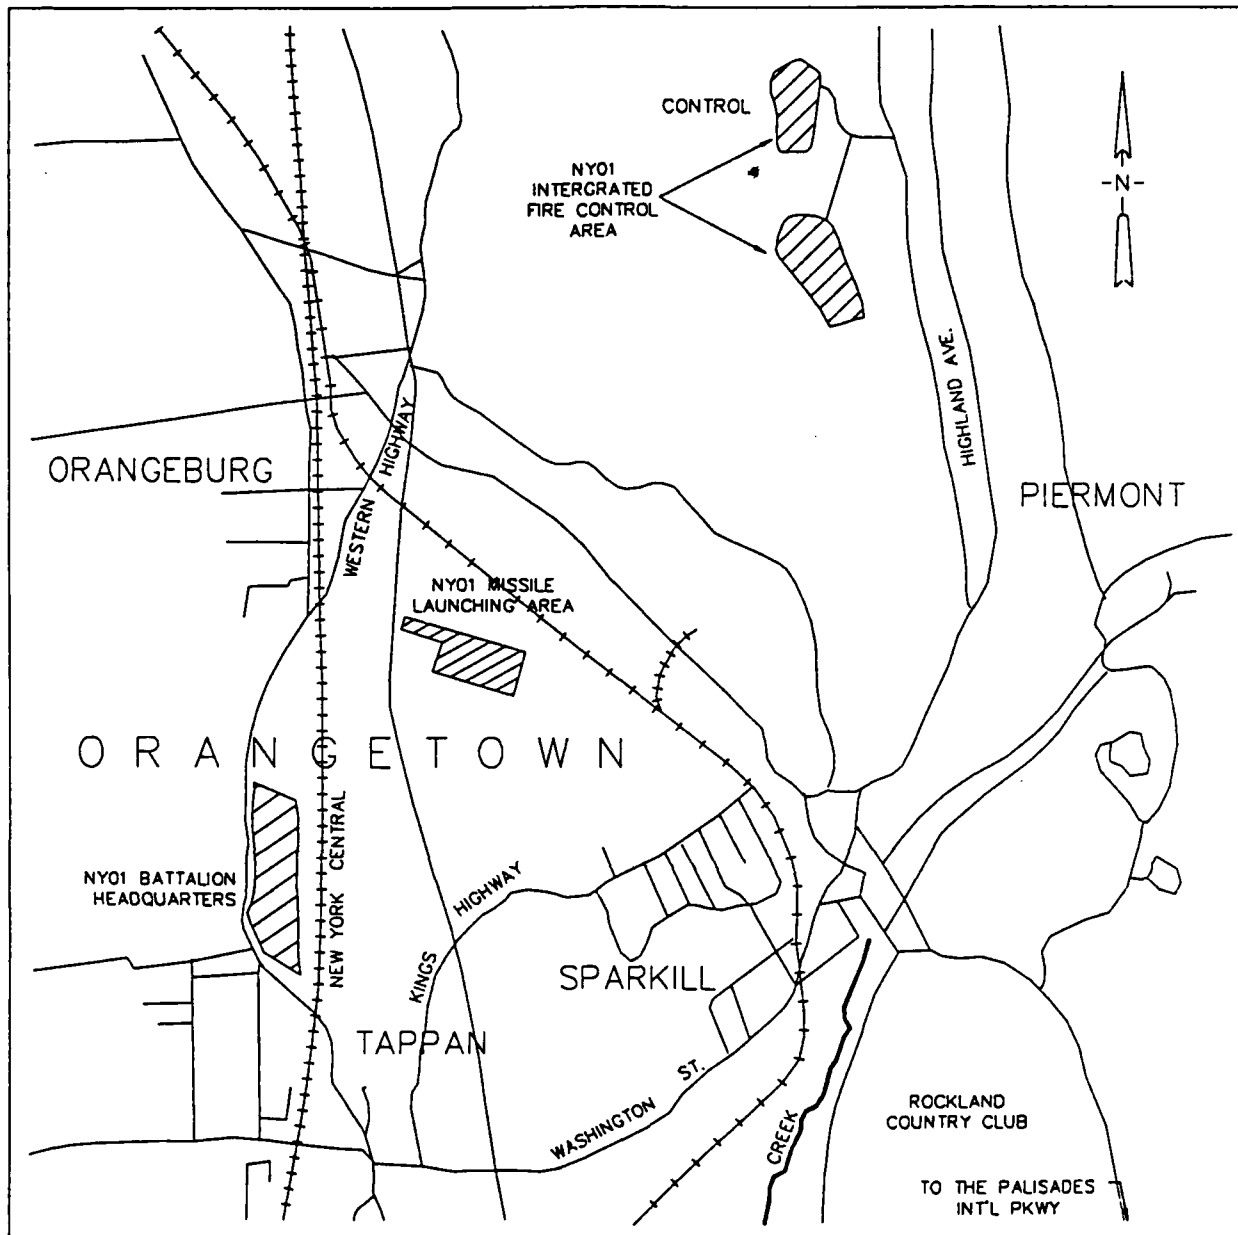 CONTROL
NY01
INTERGRATED
FIRE CONTROL
AREA
-N-
HIGHLAND AVE.
WESTERN HIGHWAY
ORANGEBURG
PIERMONT
NY01 MISSILE
LAUNCHING AREA
ORANGETOWN
NEW YORK CENTRAL
NY01 BATTALION
HEADQUARTERS
KINGS HIGHWAY
SPARKILL
TAPPAN
WASHINGTON ST.
CREEK
ROCKLAND
COUNTRY CLUB
TO THE PALISADES
INT'L PKWY